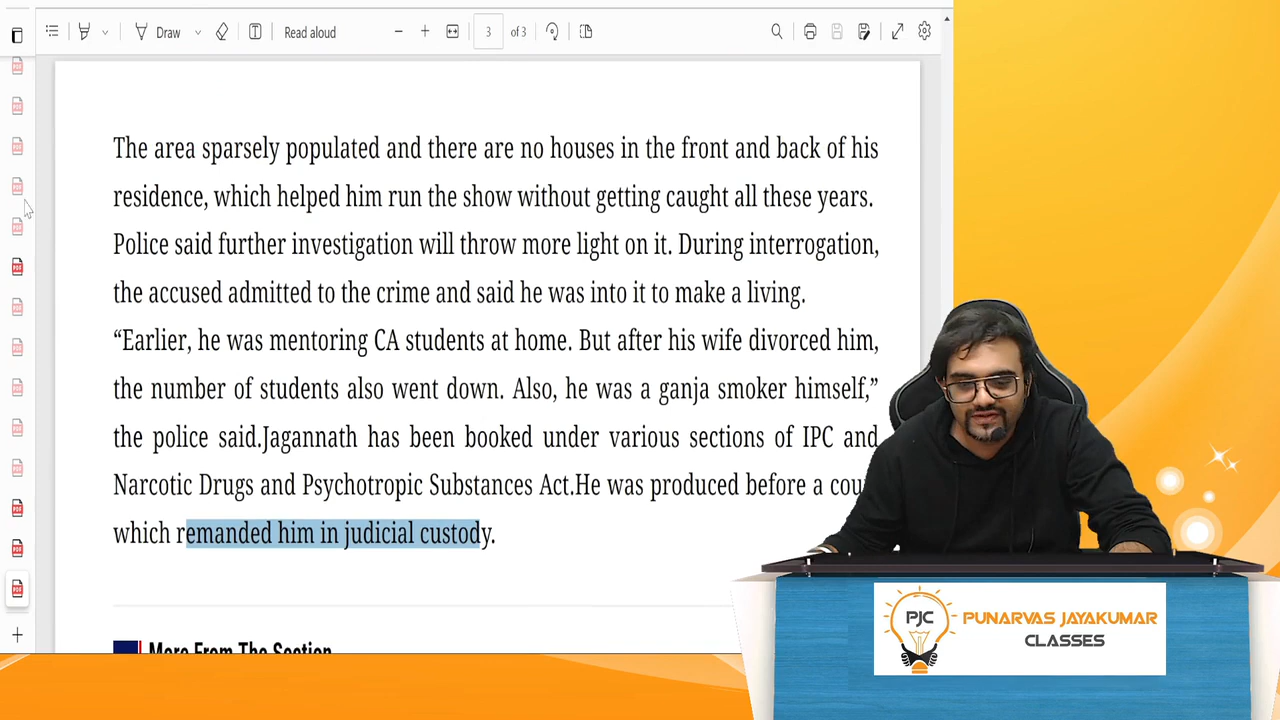 Draw
Read aloud
3
of 3
The area sparsely populated and there are no houses in the front and back of his
residence, which helped him run the show without getting caught all these years.
Police said further investigation will throw more light on it. During interrogation,
the accused admitted to the crime and said he was into it to make a living.
“Earlier, he was mentoring CA students at home. But after his wife divorced him,
the number of students also went down. Also, he was a ganja smoker himself,”
the police said.Jagannath has been booked under various sections of IPC and
Narcotic Drugs and Psychotropic Substances Act.He was produced before a cou
which remanded him in judicial custody.
More From The Section
PJC
PUNARVAS JAYAKUMAR
CLASSES